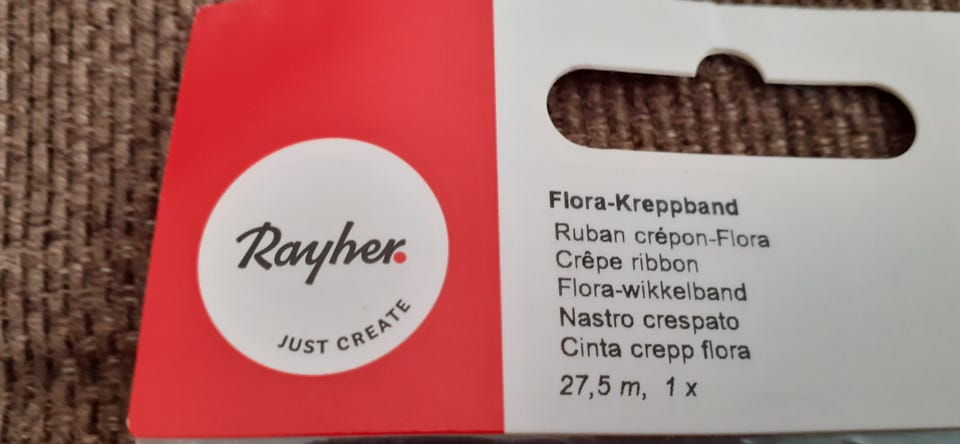 Rayher.
JUST CREATE
Flora-Kreppband
Ruban crépon-Flora
Crêpe ribbon
Flora-wikkelband
Nastro crespato
Cinta crepp flora
27,5 m, 1 x